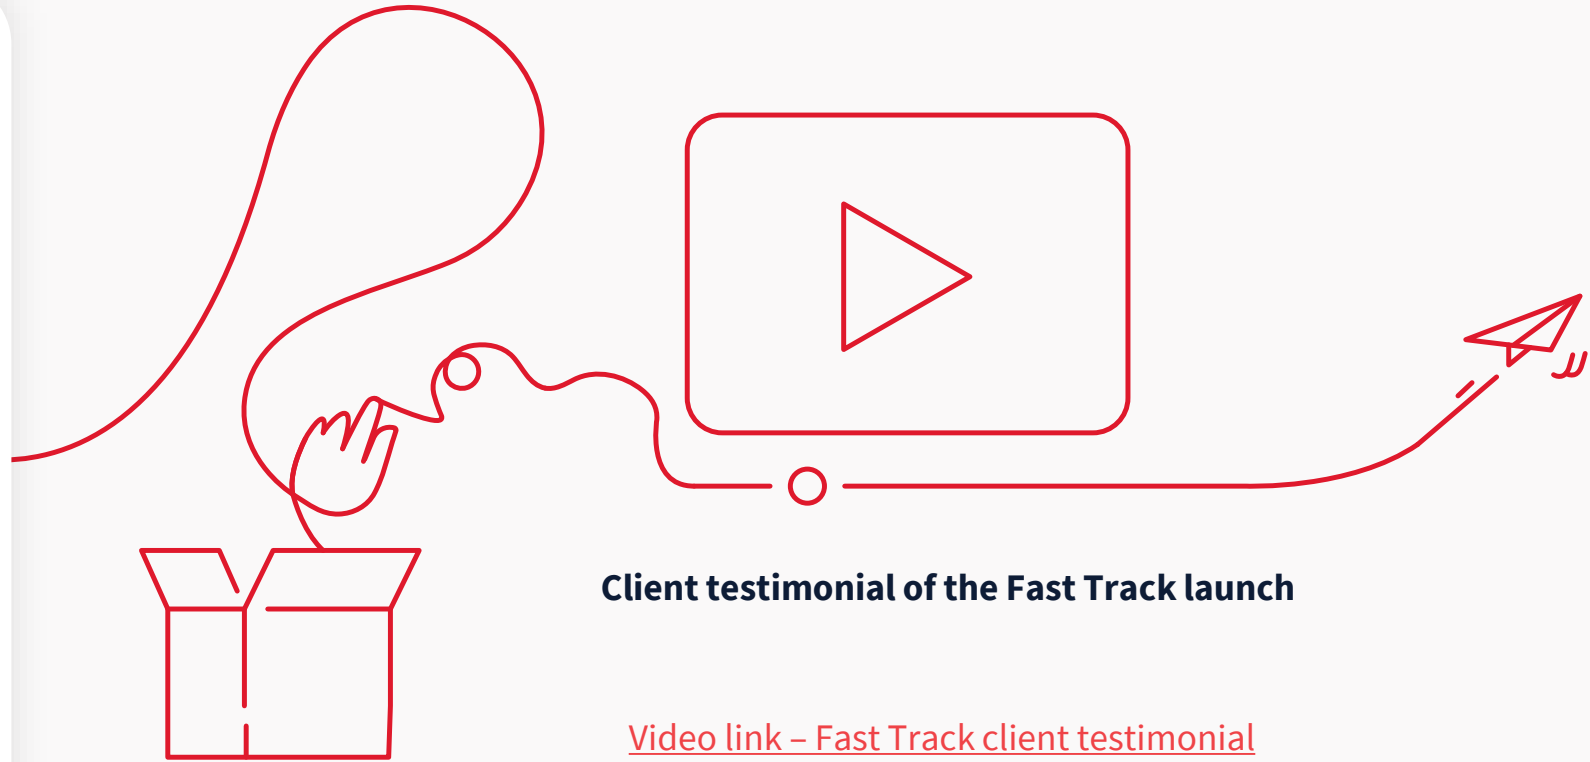 Client testimonial of the Fast Track launch
Video link – Fast Track client testimonial